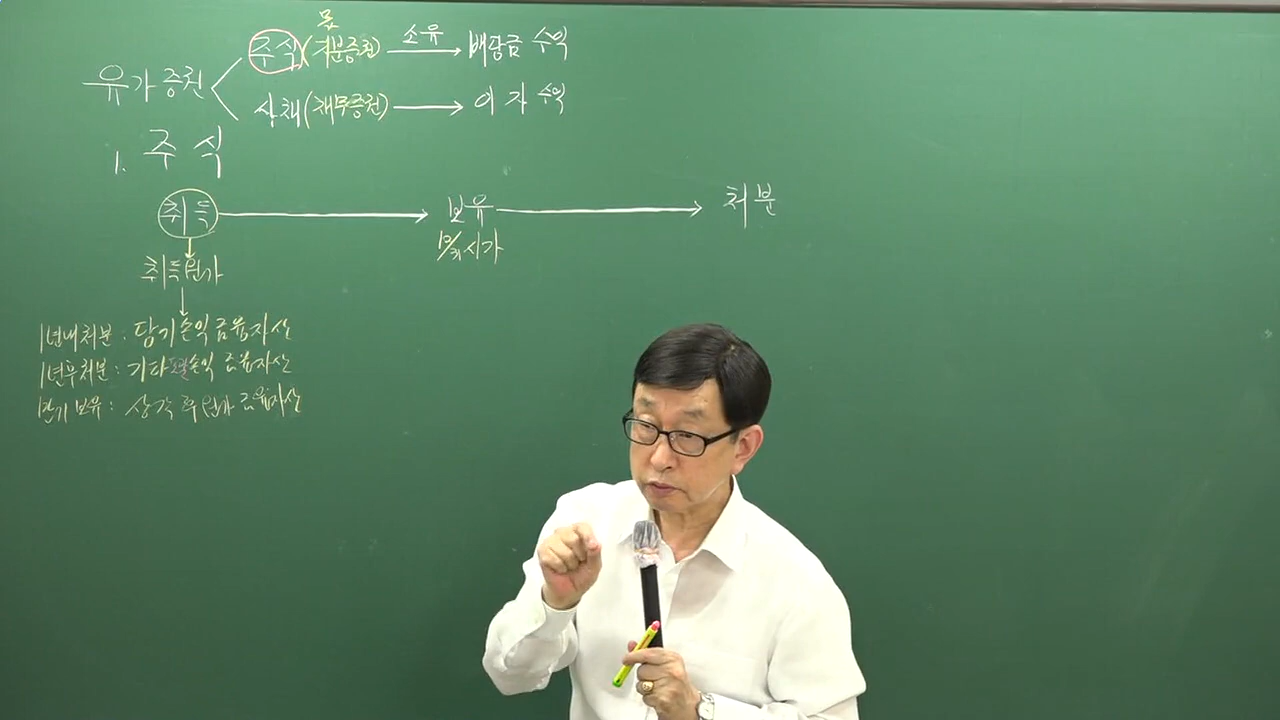 몫
유가증권 주식(지분증권) 소유 배당금 수익
사채(채무증권) 이자 수익
1. 주식
취득 보유 처분
12/31 시가
취득원가
1년내처분: 당기손익금융자산
1년후처분: 기타포괄손익 금융자산
만기 보유: 상각후원가 금융자산